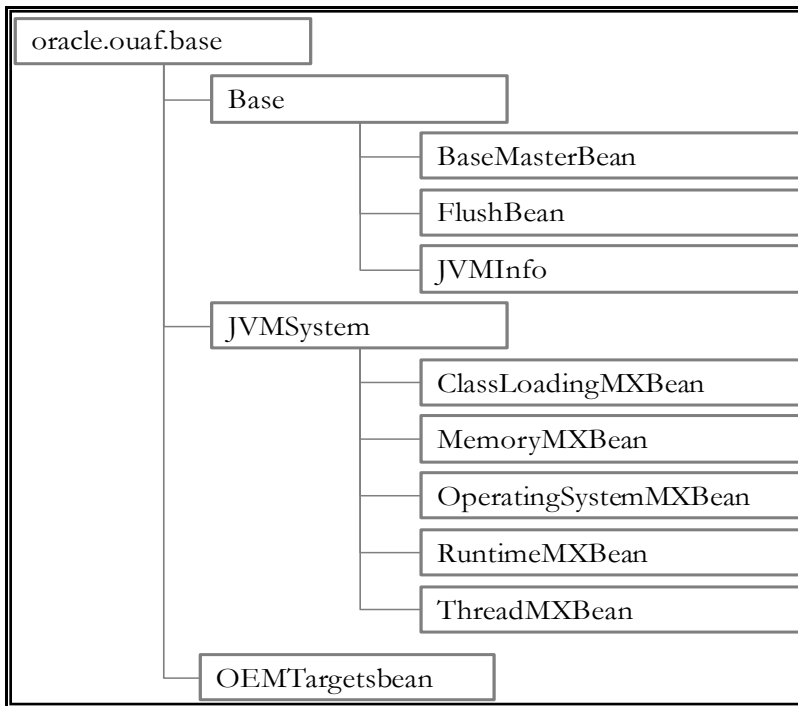 oracle.ouaf.base
Base
BaseMasterBean
FlushBean
JVMInfo
JVMSystem
ClassLoadingMXBean
MemoryMXBean
OperatingSystemMXBean
RuntimeMXBean
ThreadMXBean
OEMTargetsbean